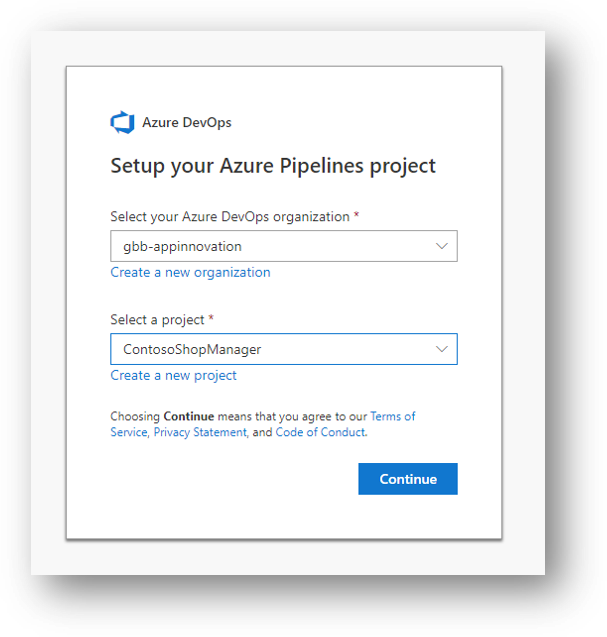 Azure DevOps
Setup your Azure Pipelines project
Select your Azure DevOps organization *
gbb-appinnovation
Create a new organization
Select a project *
ContosoShopManager
Create a new project
Choosing Continue means that you agree to our Terms of
Service, Privacy Statement, and Code of Conduct.
Continue